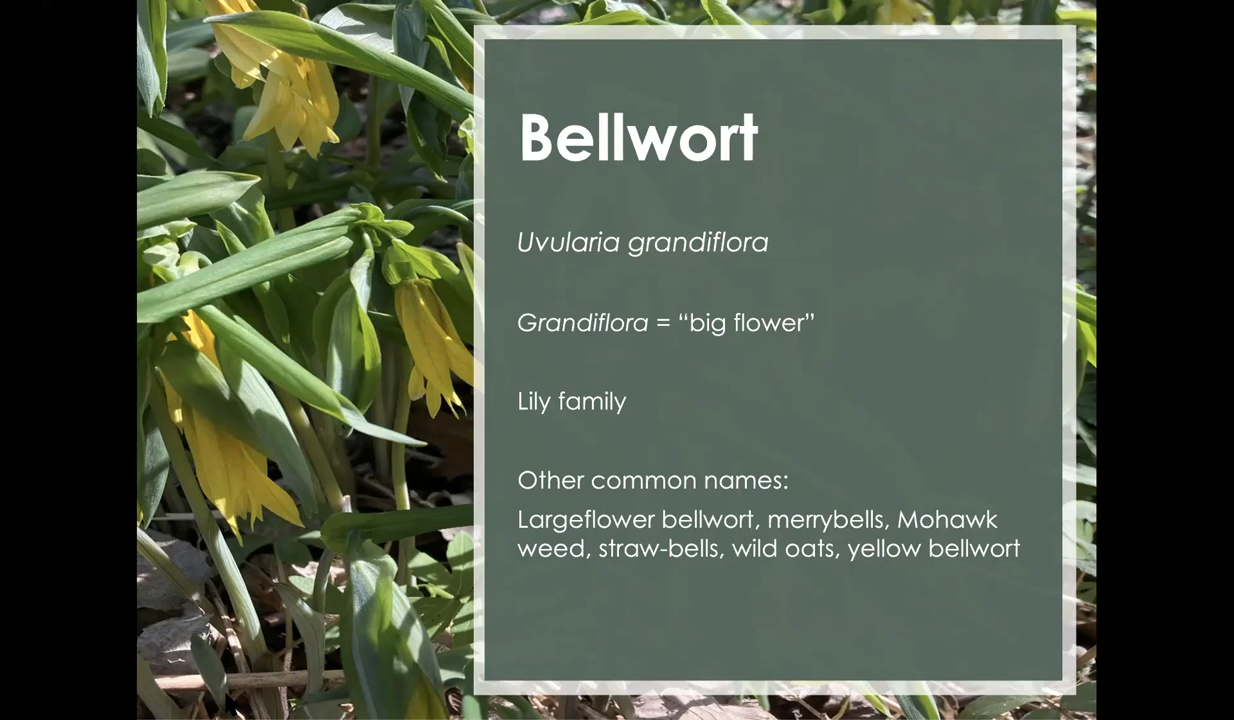 Bellwort
Uvularia grandiflora
Grandiflora = “big flower”
Lily family
Other common names:
Largeflower bellwort, merrybells, Mohawk
weed, straw-bells, wild oats, yellow bellwort